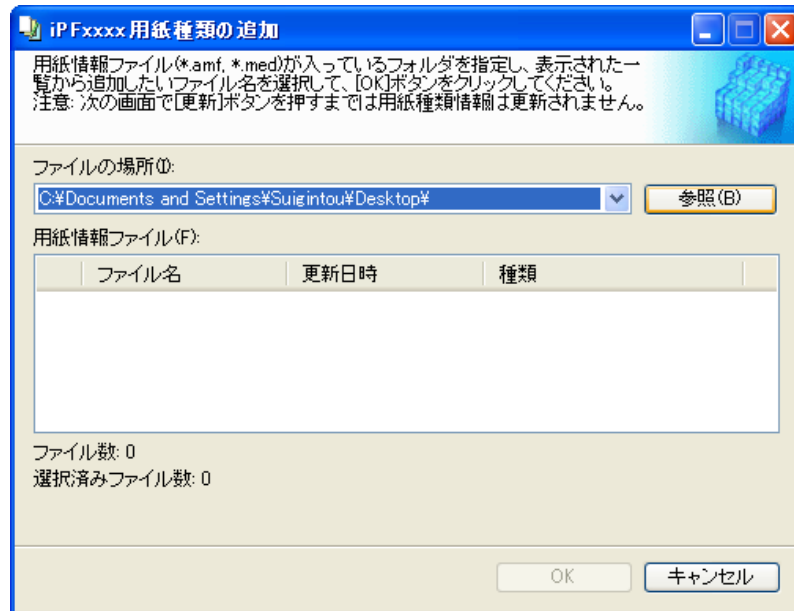 iPFxxxx 用紙種類の追加
用紙情報ファイル(*.amf, *.med)が入っているフォルダを指定し、表示された一
覧から追加したいファイル名を選択して、[OK]ボタンをクリックしてください。
注意: 次の画面で[更新]ボタンを押すまでは用紙種類情報は更新されません。
ファイルの場所(I):
C:¥Documents and Settings¥Suigintou¥Desktop¥
参照(B)
用紙情報ファイル(F):
ファイル名 更新日時 種類
ファイル数: 0
選択済みファイル数: 0
OK キャンセル